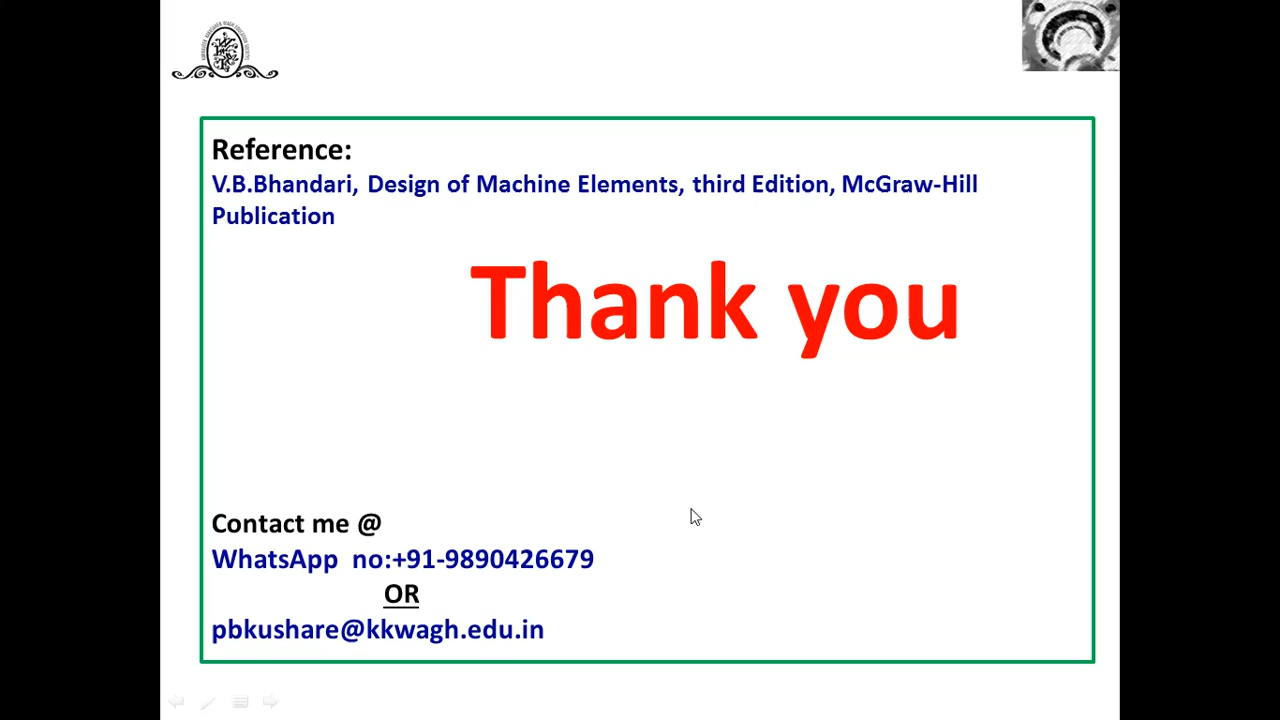 Reference:
V.B.Bhandari, Design of Machine Elements, third Edition, McGraw-Hill
Publication
Thank you
Contact me @
WhatsApp no:+91-9890426679
OR
pbkushare@kkwagh.edu.in